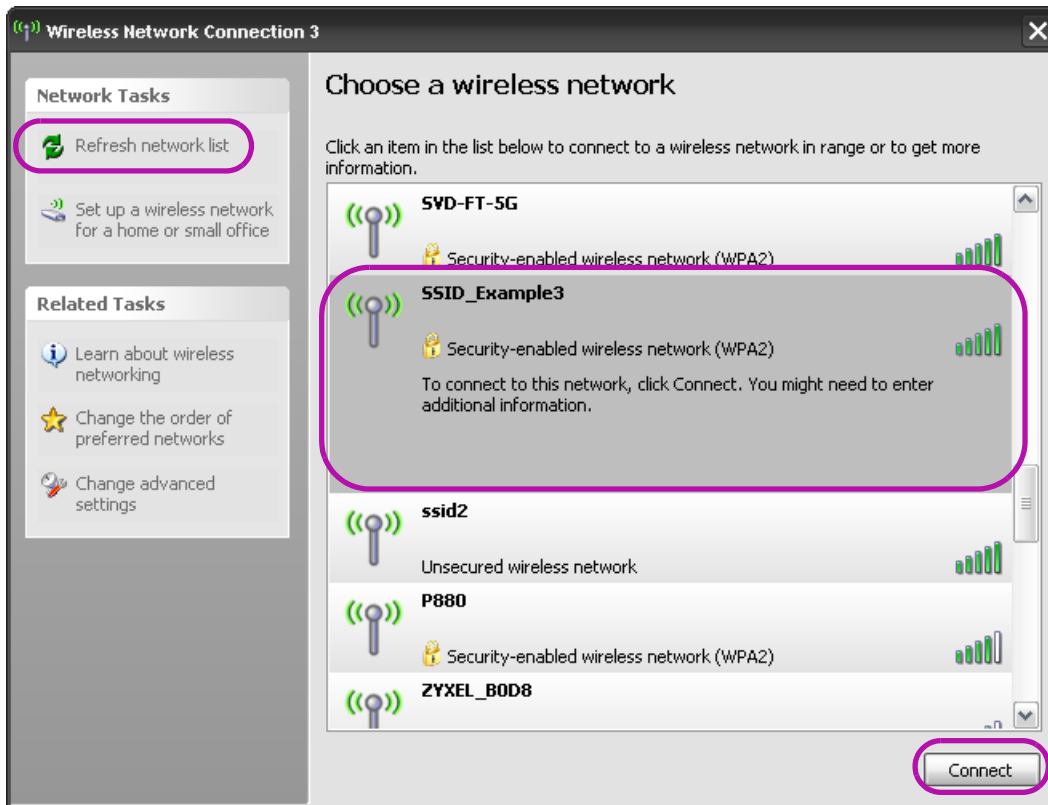 Wireless Network Connection 3
Network Tasks
Refresh network list
Set up a wireless network
for a home or small office
Related Tasks
Learn about wireless
networking
Change the order of
preferred networks
Change advanced
settings
Choose a wireless network
Click an item in the list below to connect to a wireless network in range or to get more
information.
SVD-FT-5G
Security-enabled wireless network (WPA2)
SSID_Example3
Security-enabled wireless network (WPA2)
To connect to this network, click Connect. You might need to enter
additional information.
ssid2
Unsecured wireless network
P880
Security-enabled wireless network (WPA2)
ZYXEL_B0D8
Connect